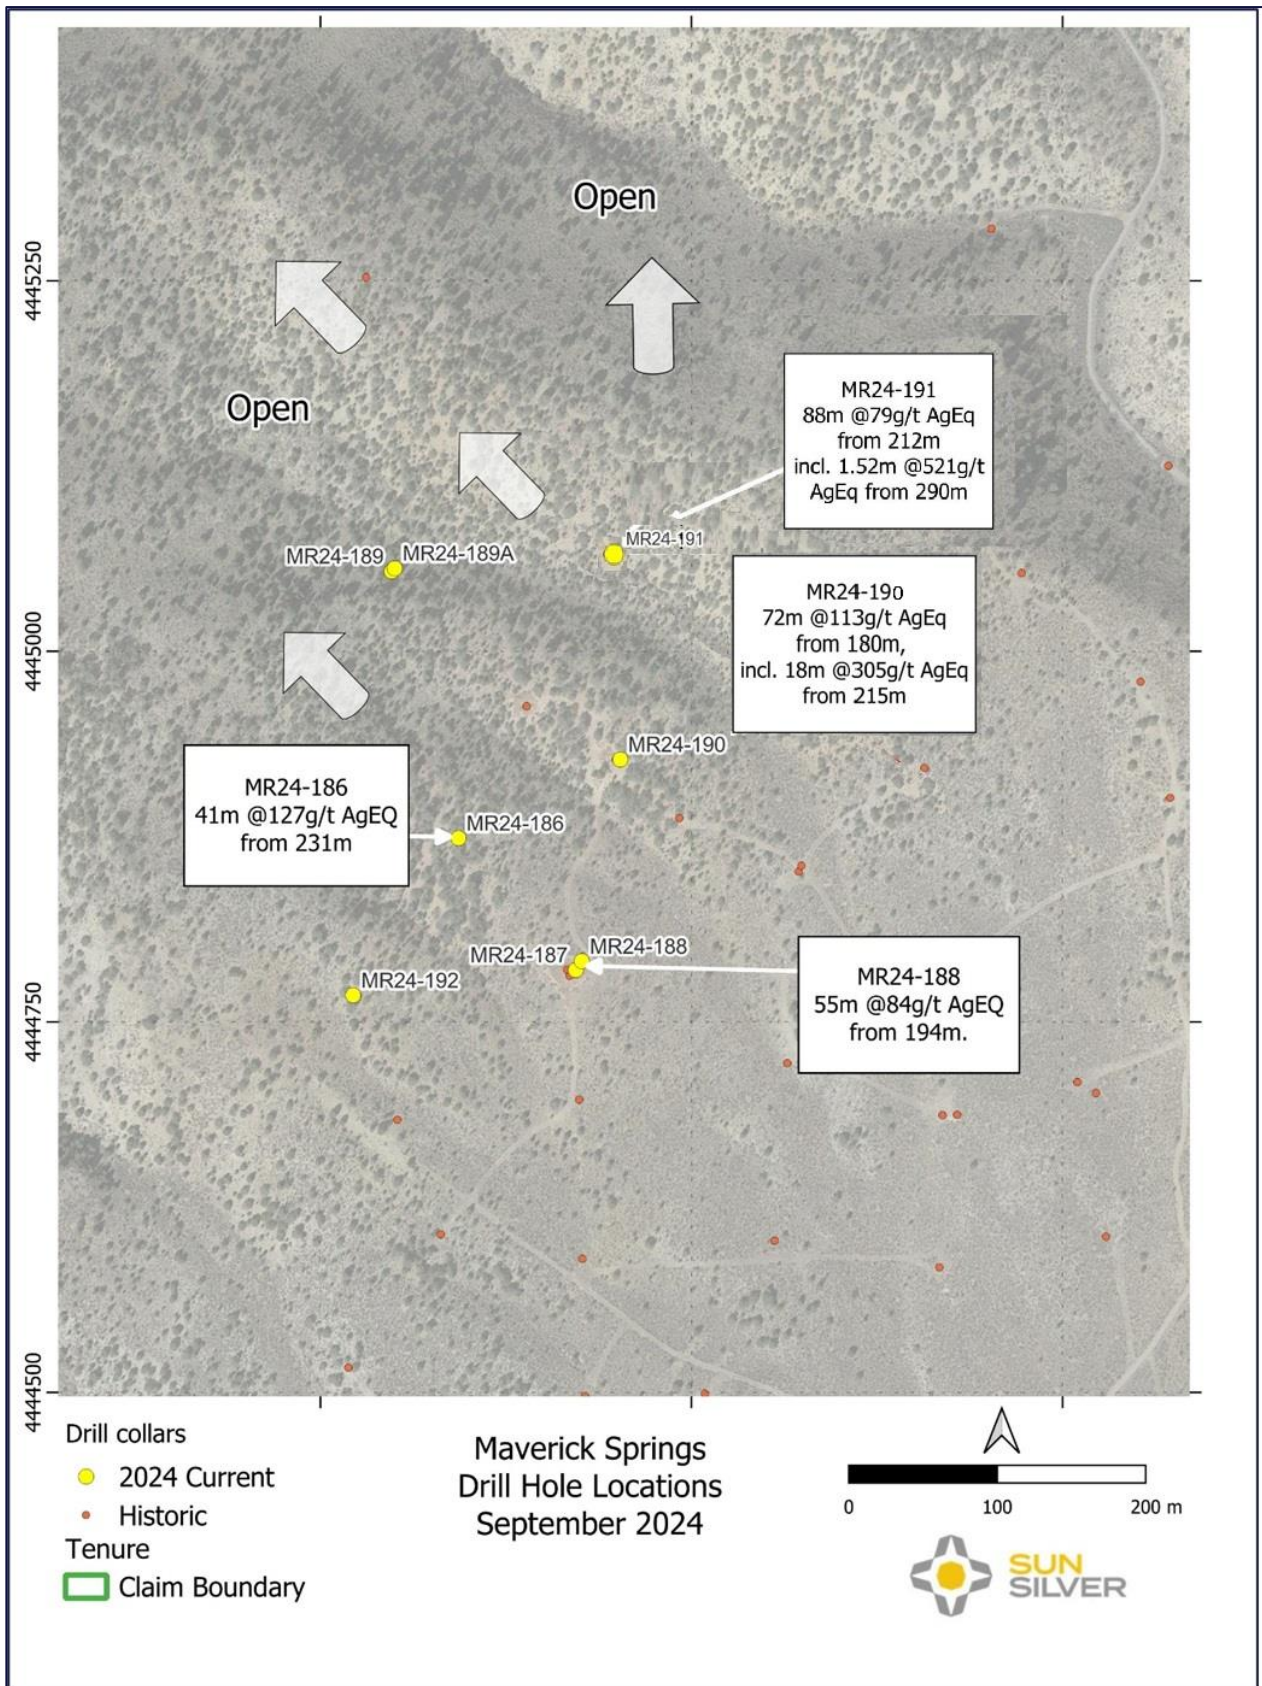 Open
4445250
Open
MR24-191
88m @79g/t AgEq
from 212m
incl. 1.52m @521g/t
AgEq from 290m
MR24-191
MR24-189
MR24-189A
MR24-19o
72m @113g/t AgEq
from 180m,
incl. 18m @305g/t AgEq
from 215m
4445000
MR24-190
MR24-186
41m @127g/t AgEQ
from 231m
MR24-186
MR24-187
MR24-188
MR24-188
55m @84g/t AgEQ
from 194m.
MR24-192
4444750
4444500
Drill collars
2024 Current
Historic
Tenure
Claim Boundary
Maverick Springs
Drill Hole Locations
September 2024
0 100 200 m
SUN
SILVER